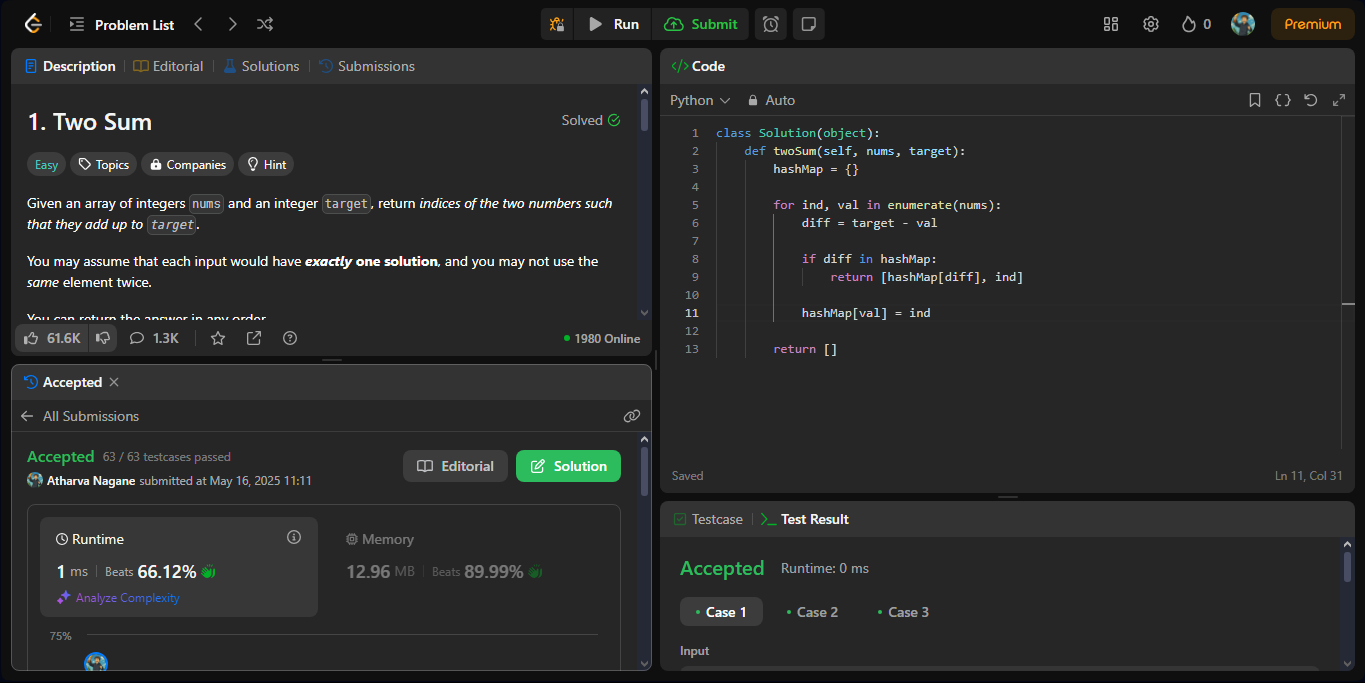 Problem List
Run
Submit
0
Premium
Description
Editorial
Solutions
Submissions
1. Two Sum
Solved
Easy
Topics
Companies
Hint
Given an array of integers nums and an integer target, return indices of the two numbers such
that they add up to target.
You may assume that each input would have exactly one solution, and you may not use the
same element twice.
You can return the answer in any order.
61.6K
1.3K
1980 Online
Accepted
All Submissions
Accepted 63 / 63 testcases passed
Atharva Nagane submitted at May 16, 2025 11:11
Editorial
Solution
Runtime
1 ms Beats 66.12%
Analyze Complexity
Memory
12.96 MB Beats 89.99%
75%
</> Code
Python
Auto
1 class Solution(object):
2     def twoSum(self, nums, target):
3         hashMap = {}
4
5         for ind, val in enumerate(nums):
6             diff = target - val
7
8             if diff in hashMap:
9                 return [hashMap[diff], ind]
10
11             hashMap[val] = ind
12
13         return []
Saved
Ln 11, Col 31
Testcase
Test Result
Accepted Runtime: 0 ms
Case 1
Case 2
Case 3
Input